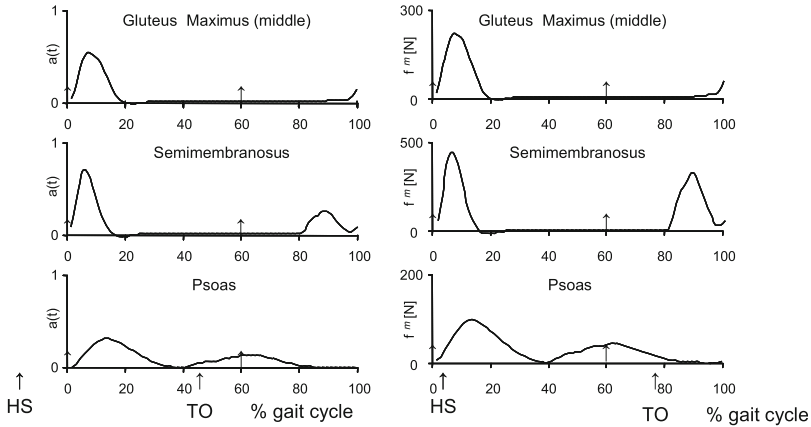 Gluteus Maximus (middle)
1
a(t)
0
0 20 40 60 80 100
Semimembranosus
1
a(t)
0
0 20 40 60 80 100
Psoas
1
a(t)
0
0 20 40 60 80 100
HS
TO
% gait cycle
Gluteus Maximus (middle)
300
f m [N]
0
0 20 40 60 80 100
Semimembranosus
500
f m [N]
0
0 20 40 60 80 100
Psoas
200
f m [N]
0
0 20 40 60 80 100
HS
TO
% gait cycle